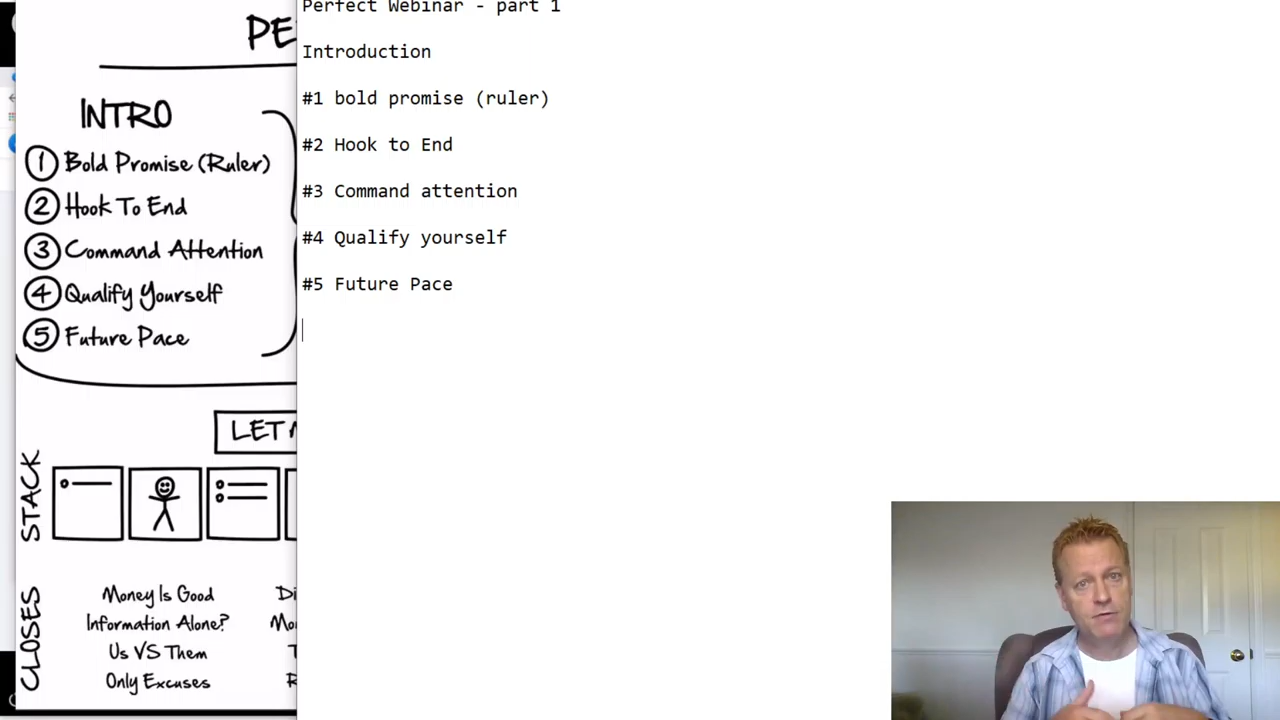 PE
INTRO
1 Bold Promise (Ruler)
2 Hook To End
3 Command Attention
4 Qualify Yourself
5 Future Pace
STACK
CLOSES
Money Is Good
Information Alone?
Us VS Them
Only Excuses
Perfect Webinar - part 1
Introduction
#1 bold promise (ruler)
#2 Hook to End
#3 Command attention
#4 Qualify yourself
#5 Future Pace